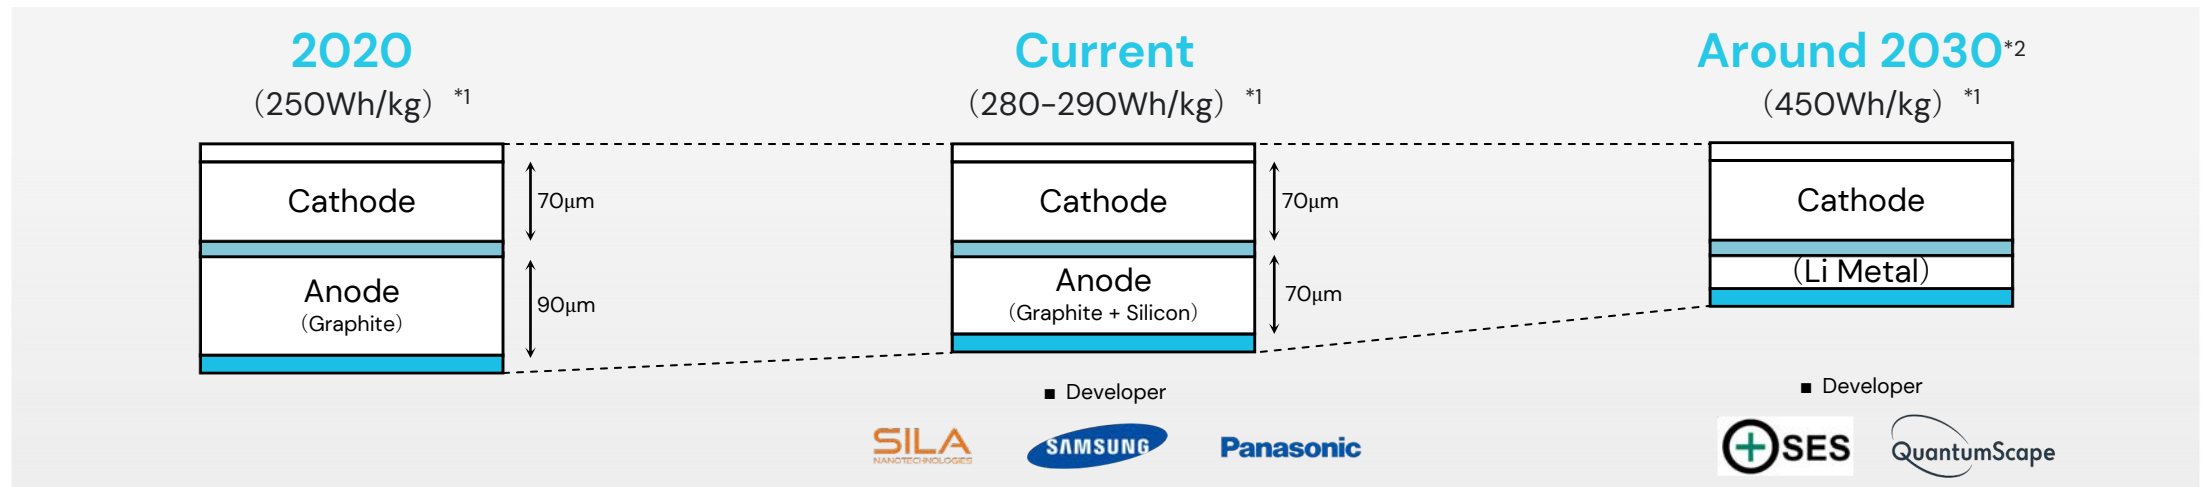 2020
（250Wh/kg）*1
Cathode
70μm
Anode
（Graphite）
90μm
Current
（280-290Wh/kg）*1
Cathode
70μm
Anode
（Graphite + Silicon）
70μm
■ Developer
SILA
NANOTECHNOLOGIES
SAMSUNG
Panasonic
Around 2030*2
（450Wh/kg）*1
Cathode
（Li Metal）
■ Developer
SES
QuantumScape